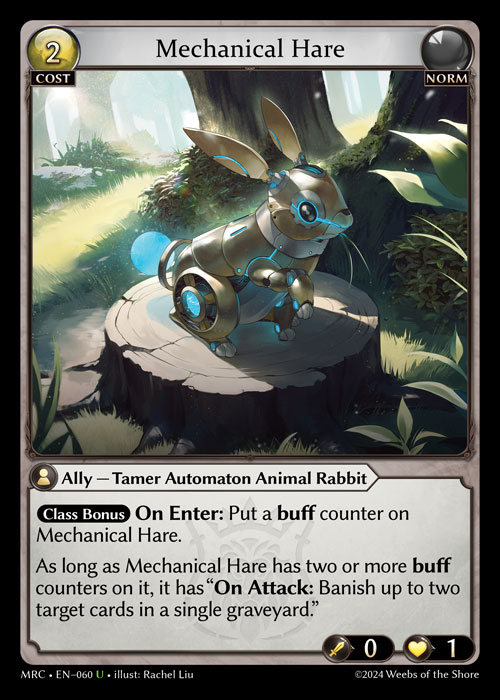 2
Mechanical Hare
COST
NORM
Ally — Tamer Automaton Animal Rabbit
Class Bonus On Enter: Put a buff counter on
Mechanical Hare.
As long as Mechanical Hare has two or more buff
counters on it, it has “On Attack: Banish up to two
target cards in a single graveyard.”
0
1
MRC • EN-060 U • illust: Rachel Liu
©2024 Weebs of the Shore